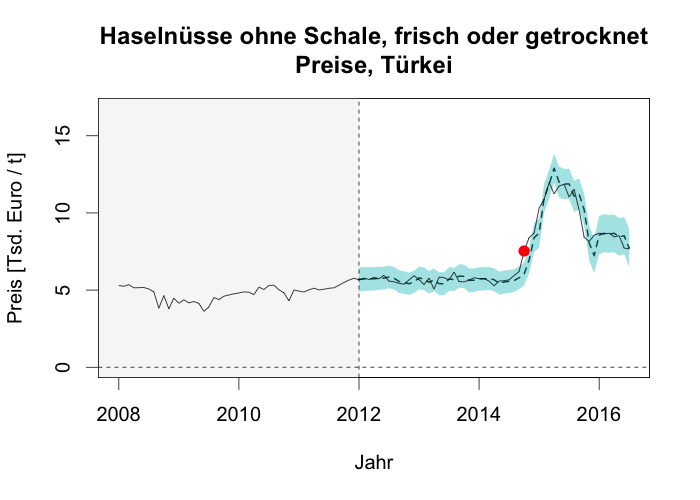 Haselnüsse ohne Schale, frisch oder getrocknet
Preise, Türkei
Preis [Tsd. Euro / t]
15
10
5
0
2008 2010 2012 2014 2016
Jahr